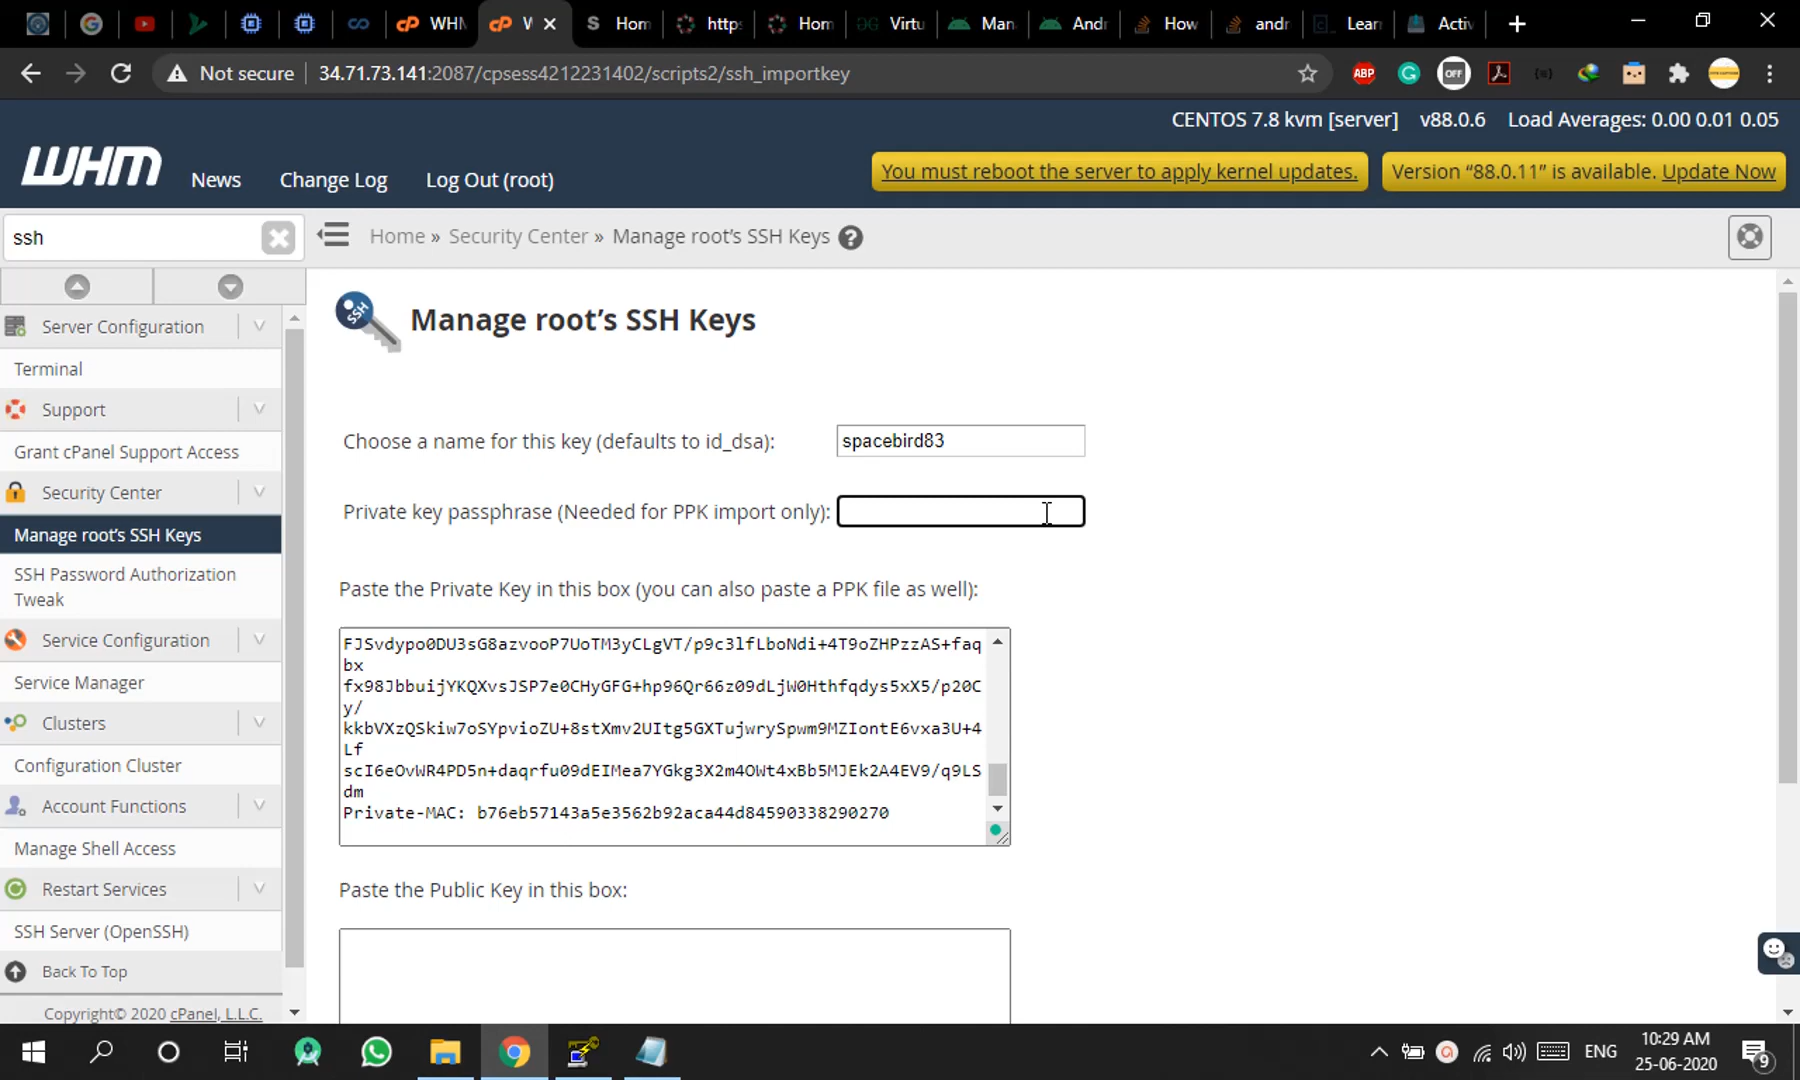 WHM
W
Hom
https
Hom
Virtu
Man
Andr
How
andr
Lear
Activ
Not secure
34.71.73.141:2087/cpsess4212231402/scripts2/ssh_importkey
ABP
OFF
CENTOS 7.8 kvm [server] v88.0.6 Load Averages: 0.00 0.01 0.05
WHM
News
Change Log
Log Out (root)
You must reboot the server to apply kernel updates.
Version “88.0.11” is available. Update Now
ssh
Home » Security Center » Manage root’s SSH Keys
Server Configuration
Terminal
Support
Grant cPanel Support Access
Security Center
Manage root's SSH Keys
SSH Password Authorization
Tweak
Service Configuration
Service Manager
Clusters
Configuration Cluster
Account Functions
Manage Shell Access
Restart Services
SSH Server (OpenSSH)
Back To Top
Copyright© 2020 cPanel, L.L.C.
SSH
Manage root’s SSH Keys
Choose a name for this key (defaults to id_dsa):
spacebird83
Private key passphrase (Needed for PPK import only):
Paste the Private Key in this box (you can also paste a PPK file as well):
FJSvdypo0DU3sG8azvooP7UoTM3yCLgVT/p9c3lfLboNdi+4T9oZHPzzAS+faq
bx
fx98JbbuijYKQXvsJSP7e0CHyGFG+hp96Qr66z09dLjW0Hthfqdys5xX5/p20C
y/
kkbVXzQSkiw7oSYpvioZU+8stXmv2UItg5GXTujwrySpwm9MZIontE6vxa3U+4
Lf
scI6eOvWR4PD5n+daqrfu09dEIMea7YGkg3X2m4OWt4xBb5MJEk2A4EV9/q9LS
dm
Private-MAC: b76eb57143a5e3562b92aca44d84590338290270
Paste the Public Key in this box:
ENG
10:29 AM
25-06-2020
9